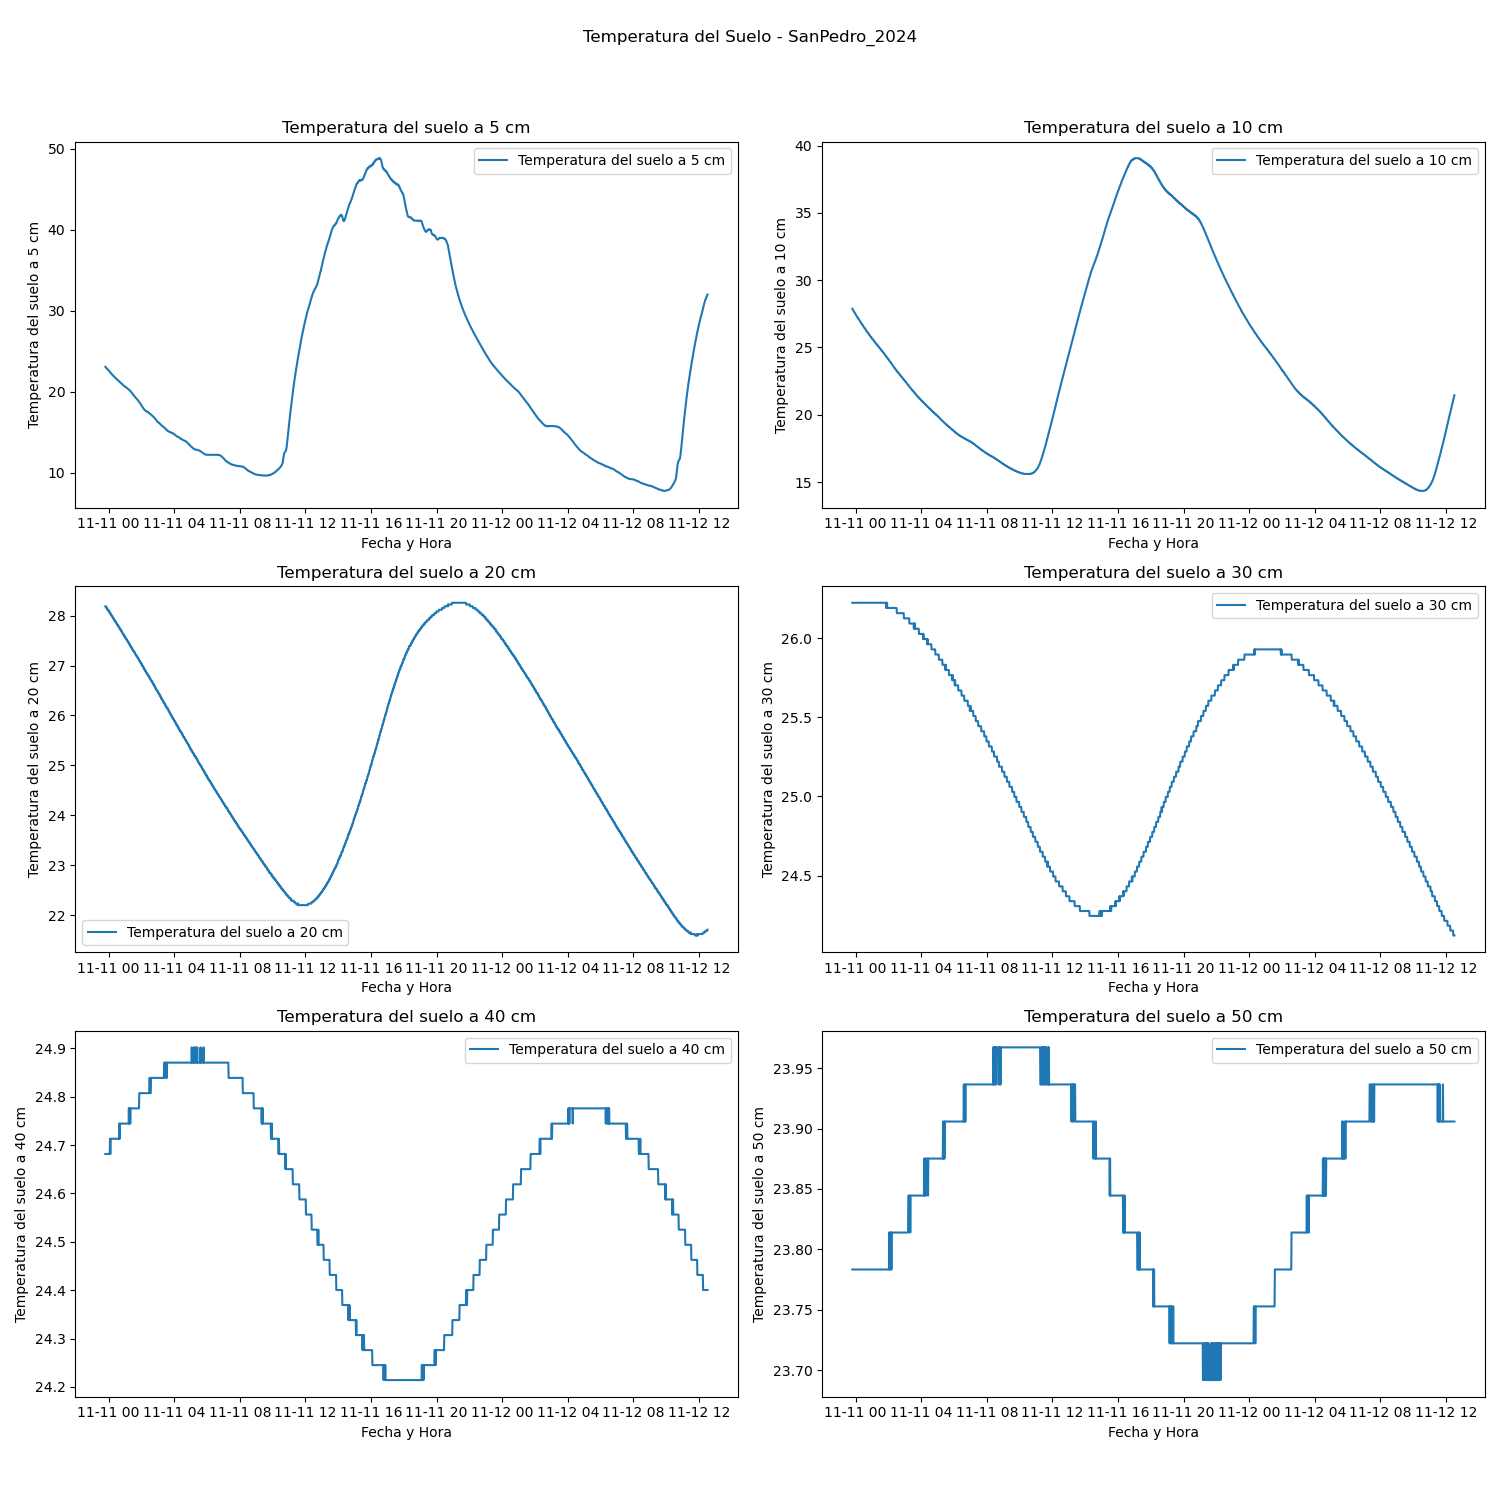 Temperatura del Suelo - SanPedro_2024
Temperatura del suelo a 5 cm
Temperatura del suelo a 5 cm
Temperatura del suelo a 5 cm
50
40
30
20
10
11-11 00 11-11 04 11-11 08 11-11 12 11-11 16 11-11 20 11-12 00 11-12 04 11-12 08 11-12 12
Fecha y Hora
Temperatura del suelo a 10 cm
Temperatura del suelo a 10 cm
Temperatura del suelo a 10 cm
40
35
30
25
20
15
11-11 00 11-11 04 11-11 08 11-11 12 11-11 16 11-11 20 11-12 00 11-12 04 11-12 08 11-12 12
Fecha y Hora
Temperatura del suelo a 20 cm
Temperatura del suelo a 20 cm
28
27
26
25
24
23
22
Temperatura del suelo a 20 cm
11-11 00 11-11 04 11-11 08 11-11 12 11-11 16 11-11 20 11-12 00 11-12 04 11-12 08 11-12 12
Fecha y Hora
Temperatura del suelo a 30 cm
Temperatura del suelo a 30 cm
Temperatura del suelo a 30 cm
26.0
25.5
25.0
24.5
11-11 00 11-11 04 11-11 08 11-11 12 11-11 16 11-11 20 11-12 00 11-12 04 11-12 08 11-12 12
Fecha y Hora
Temperatura del suelo a 40 cm
Temperatura del suelo a 40 cm
Temperatura del suelo a 40 cm
24.9
24.8
24.7
24.6
24.5
24.4
24.3
24.2
11-11 00 11-11 04 11-11 08 11-11 12 11-11 16 11-11 20 11-12 00 11-12 04 11-12 08 11-12 12
Fecha y Hora
Temperatura del suelo a 50 cm
Temperatura del suelo a 50 cm
Temperatura del suelo a 50 cm
23.95
23.90
23.85
23.80
23.75
23.70
11-11 00 11-11 04 11-11 08 11-11 12 11-11 16 11-11 20 11-12 00 11-12 04 11-12 08 11-12 12
Fecha y Hora